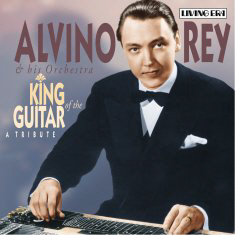 LIVING ERA
ALVINO REY
& his Orchestra
KING
of the
GUITAR
A TRIBUTE